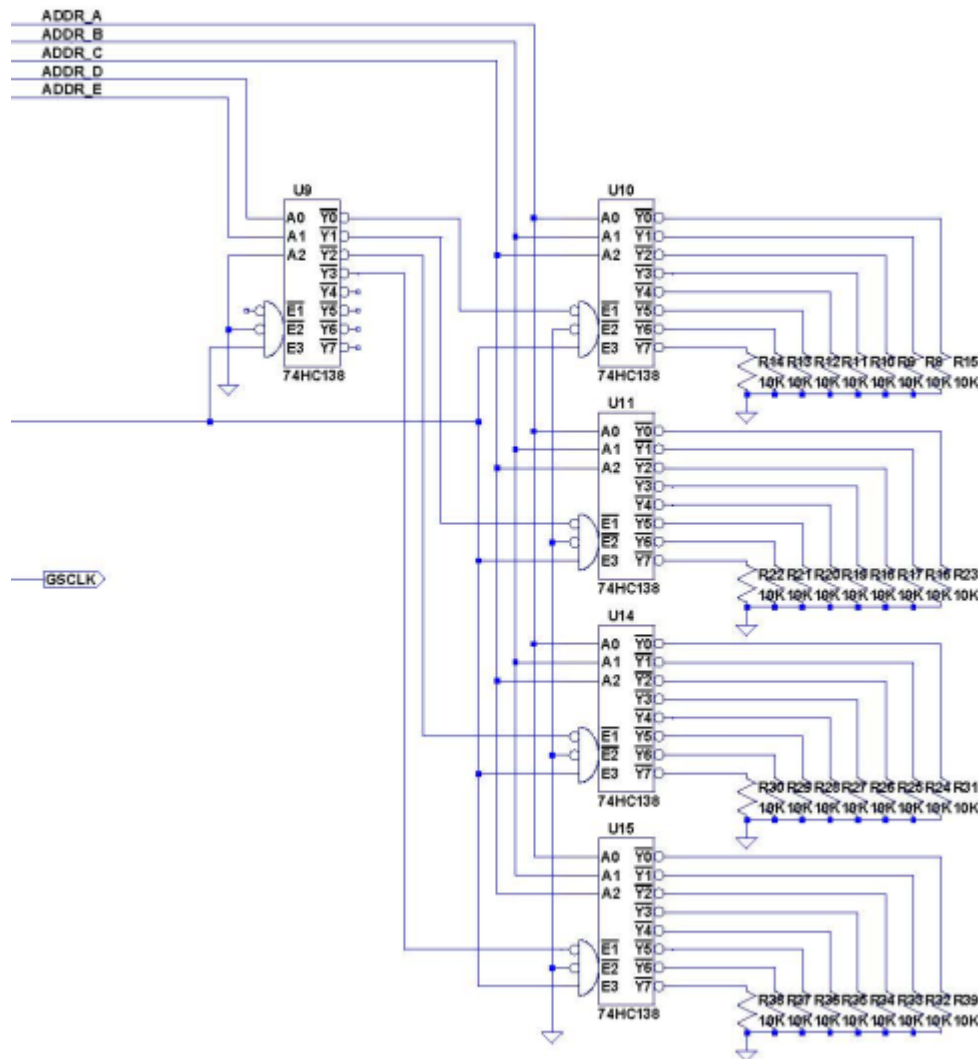 ADDR_A
ADDR_B
ADDR_C
ADDR_D
ADDR_E
U9
A0 Y0
A1 Y1
A2 Y2
Y3
Y4
E1 Y5
E2 Y6
E3 Y7
74HC138
U10
A0 Y0
A1 Y1
A2 Y2
Y3
Y4
E1 Y5
E2 Y6
E3 Y7
74HC138
R14 R13 R12 R11 R10 R9 R8 R15
10K 10K 10K 10K 10K 10K 10K 10K
U11
A0 Y0
A1 Y1
A2 Y2
Y3
Y4
E1 Y5
E2 Y6
E3 Y7
74HC138
R22 R21 R20 R19 R17 R23
10K 10K 10K 10K 10K 10K 10K 10K
GSCLK
U14
A0 Y0
A1 Y1
A2 Y2
Y3
Y4
E1 Y5
E2 Y6
E3 Y7
74HC138
R30 R29 R28 R27 R26 R25 R24 R31
10K 10K 10K 10K 10K 10K 10K 10K
U15
A0 Y0
A1 Y1
A2 Y2
Y3
Y4
E1 Y5
E2 Y6
E3 Y7
74HC138
R37 R35 R34 R33 R32 R39
10K 10K 10K 10K 10K 10K 10K 10K